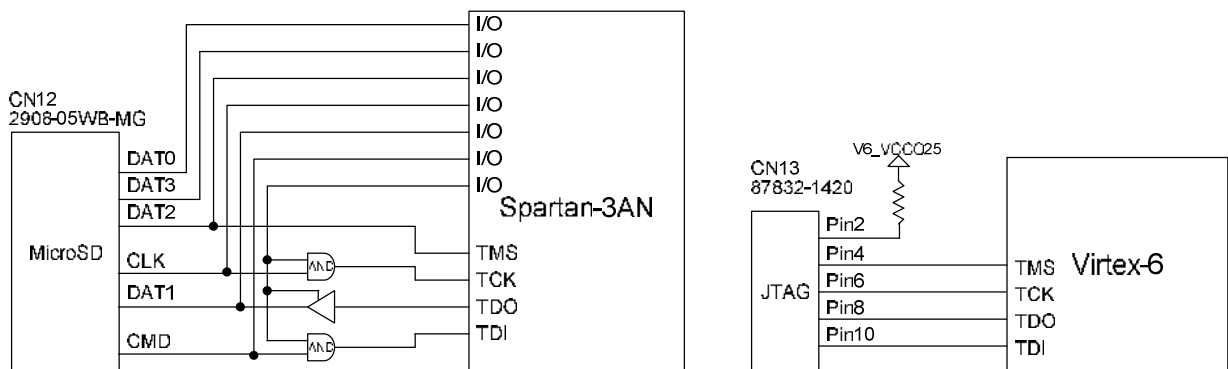 I/O
I/O
I/O
I/O
I/O
I/O
I/O
CN12
2908-05WB-MG
DAT0
DAT3
DAT2
CLK
DAT1
CMD
MicroSD
AND
AND
Spartan-3AN
TMS
TCK
TDO
TDI
V6_VCCO25
CN13
87832-1420
Pin2
Pin4
Pin6
Pin8
Pin10
JTAG
TMS
TCK
TDO
TDI
Virtex-6